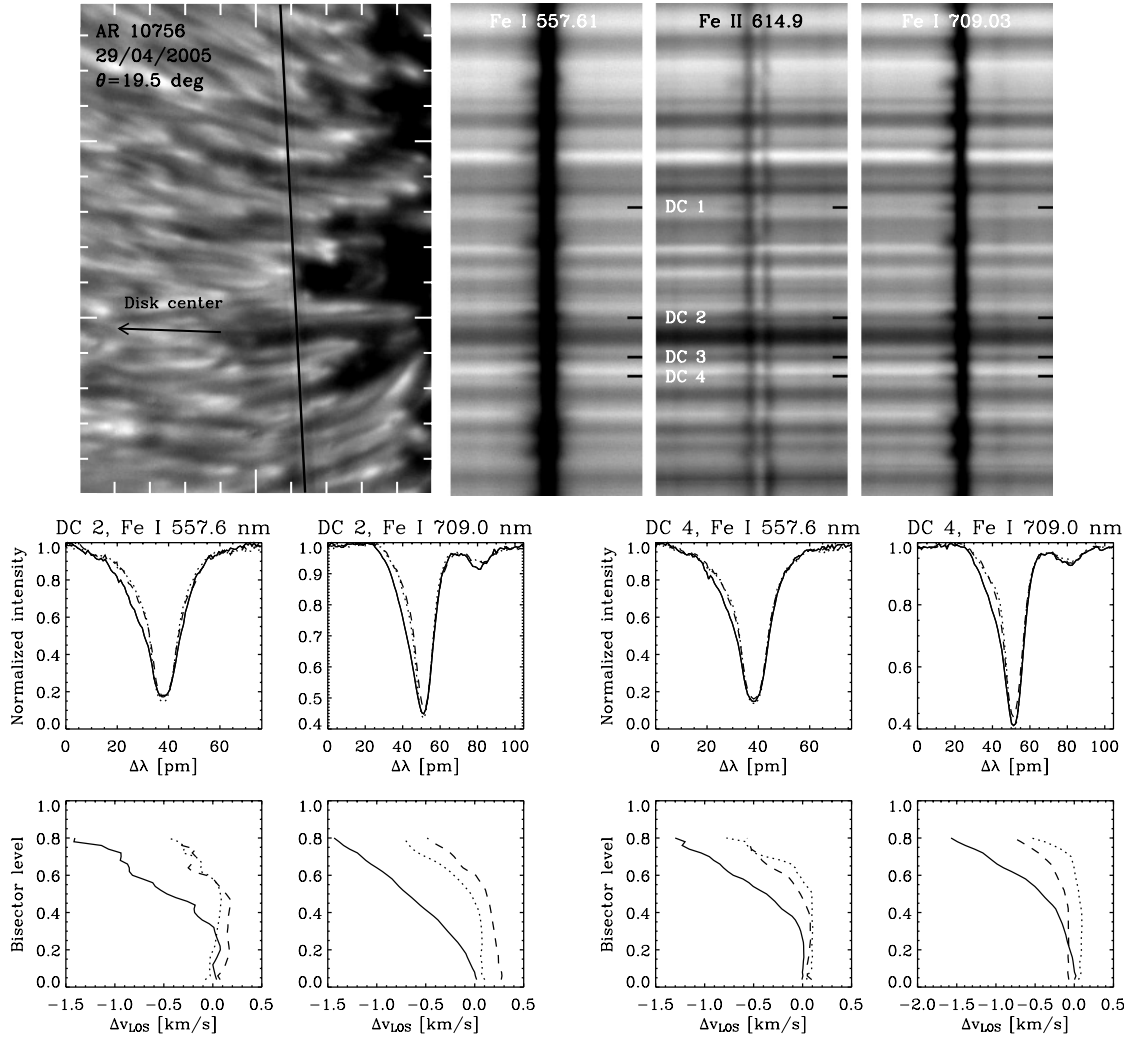 AR 10756
29/04/2005
θ=19.5 deg
Disk center
Fe I 557.61
Fe II 614.9
Fe I 709.03
DC 1
DC 2
DC 3
DC 4
DC 2, Fe I 557.6 nm
Normalized intensity
1.0
0.8
0.6
0.4
0.2
0.0
0 20 40 60
Δλ [pm]
DC 2, Fe I 709.0 nm
1.0
0.9
0.8
0.7
0.6
0.5
0.4
0 20 40 60 80 100
Δλ [pm]
DC 4, Fe I 557.6 nm
Normalized intensity
1.0
0.8
0.6
0.4
0.2
0.0
0 20 40 60
Δλ [pm]
DC 4, Fe I 709.0 nm
1.0
0.8
0.6
0.4
0 20 40 60 80 100
Δλ [pm]
Bisector level
1.0
0.8
0.6
0.4
0.2
0.0
−1.5 −1.0 −0.5 0.0 0.5
Δv_LOS [km/s]
1.0
0.8
0.6
0.4
0.2
0.0
−1.5 −1.0 −0.5 0.0 0.5
Δv_LOS [km/s]
Bisector level
1.0
0.8
0.6
0.4
0.2
0.0
−1.5 −1.0 −0.5 0.0 0.5
Δv_LOS [km/s]
1.0
0.8
0.6
0.4
0.2
0.0
−2.0 −1.5 −1.0 −0.5 0.0 0.5
Δv_LOS [km/s]